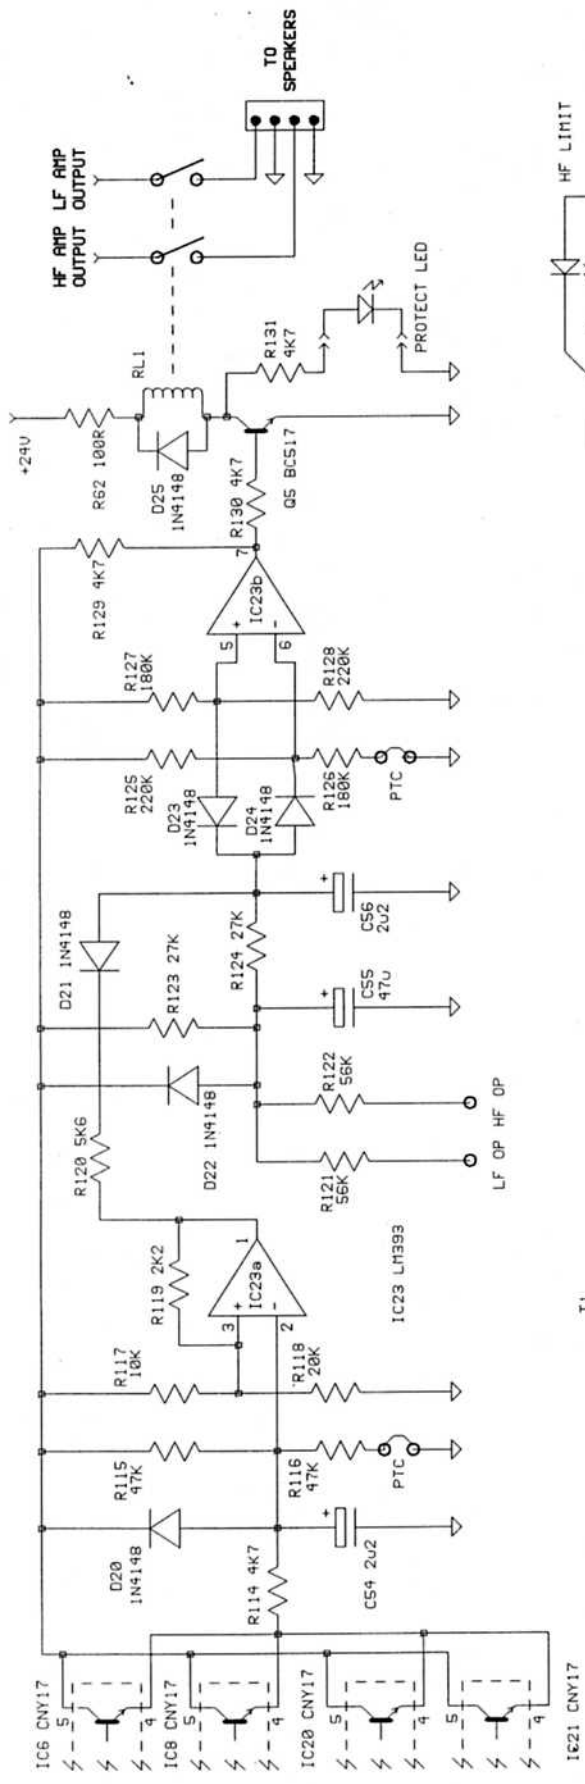 IC6 CNY17
5
4
IC8 CNY17
5
4
IC20 CNY17
5
4
IC21 CNY17
5
4
D20
1N4148
R114 4K7
C54 2u2
+
R115
47K
R116
47K
PTC
R117
10K
R118
20K
R119 2K2
3
+
IC23a
-
2
1
IC23 LM393
R120 5K6
D21 1N4148
D22 1N4148
R123 27K
R121
56K
R122
56K
LF OP HF OP
R124 27K
+
C55
47u
+
C56
2u2
R125
220K
D23
1N4148
D24
1N4148
R126
180K
PTC
R127
180K
R128
220K
5
+
IC23b
-
6
7
R129 4K7
R130 4K7
+24V
R62 100R
D25
1N4148
RL1
Q5 BC517
R131
4K7
PROTECT LED
HF AMP
OUTPUT
LF AMP
OUTPUT
TO
SPEAKERS
HF LIMIT